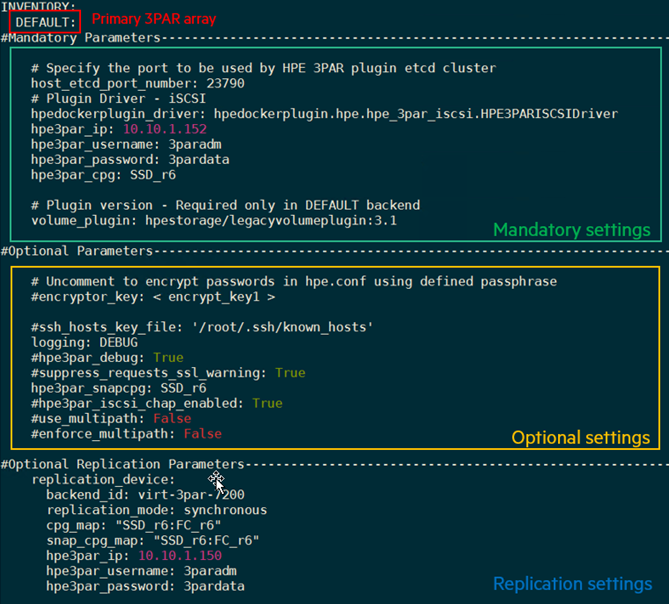 INVENTORY:
DEFAULT: Primary 3PAR array
#Mandatory Parameters--------------------------------------------------------------------
# Specify the port to be used by HPE 3PAR plugin etcd cluster
host_etcd_port_number: 23790
# Plugin Driver - iSCSI
hpedockerplugin_driver: hpedockerplugin.hpe.hpe_3par_iscsi.HPE3PARISCSIDriver
hpe3par_ip: 10.10.1.152
hpe3par_username: 3paradm
hpe3par_password: 3pardata
hpe3par_cpg: SSD_r6
# Plugin version - Required only in DEFAULT backend
volume_plugin: hpestorage/legacyvolumeplugin:3.1
Mandatory settings
#Optional Parameters---------------------------------------------------------------------
# Uncomment to encrypt passwords in hpe.conf using defined passphrase
#encryptor_key: < encrypt_key1 >
#ssh_hosts_key_file: '/root/.ssh/known_hosts'
logging: DEBUG
#hpe3par_debug: True
#suppress_requests_ssl_warning: True
hpe3par_snapcpg: SSD_r6
#hpe3par_iscsi_chap_enabled: True
#use_multipath: False
#enforce_multipath: False
Optional settings
#Optional Replication Parameters---------------------------------------------------------
replication_device:
backend_id: virt-3par-7200
replication_mode: synchronous
cpg_map: "SSD_r6:FC_r6"
snap_cpg_map: "SSD_r6:FC_r6"
hpe3par_ip: 10.10.1.150
hpe3par_username: 3paradm
hpe3par_password: 3pardata
Replication settings